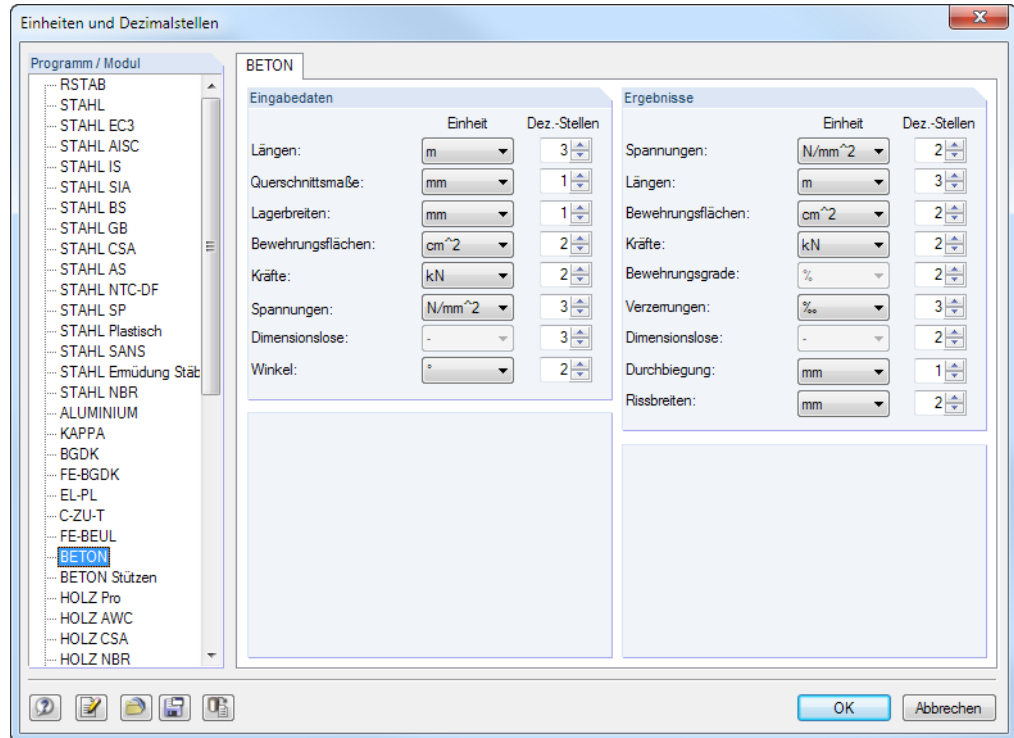 Einheiten und Dezimalstellen
Programm / Modul
RSTAB
STAHL
STAHL EC3
STAHL AISC
STAHL IS
STAHL SIA
STAHL BS
STAHL GB
STAHL CSA
STAHL AS
STAHL NTC-DF
STAHL SP
STAHL Plastisch
STAHL SANS
STAHL Ermüdung Stäb
STAHL NBR
ALUMINIUM
KAPPA
BGDK
FE-BGDK
EL-PL
C-ZU-T
FE-BEUL
BETON
BETON Stützen
HOLZ Pro
HOLZ AWC
HOLZ CSA
HOLZ NBR
BETON
Eingabedaten
Einheit Dez.-Stellen
Längen: m 3
Querschnittsmaße: mm 1
Lagerbreiten: mm 1
Bewehrungsflächen: cm^2 2
Kräfte: kN 2
Spannungen: N/mm^2 3
Dimensionslose: - 3
Winkel: ° 2
Ergebnisse
Einheit Dez.-Stellen
Spannungen: N/mm^2 2
Längen: m 3
Bewehrungsflächen: cm^2 2
Kräfte: kN 2
Bewehrungsgrade: % 2
Verzerrungen: ‰ 3
Dimensionslose: - 2
Durchbiegung: mm 1
Rissbreiten: mm 2
OK Abbrechen